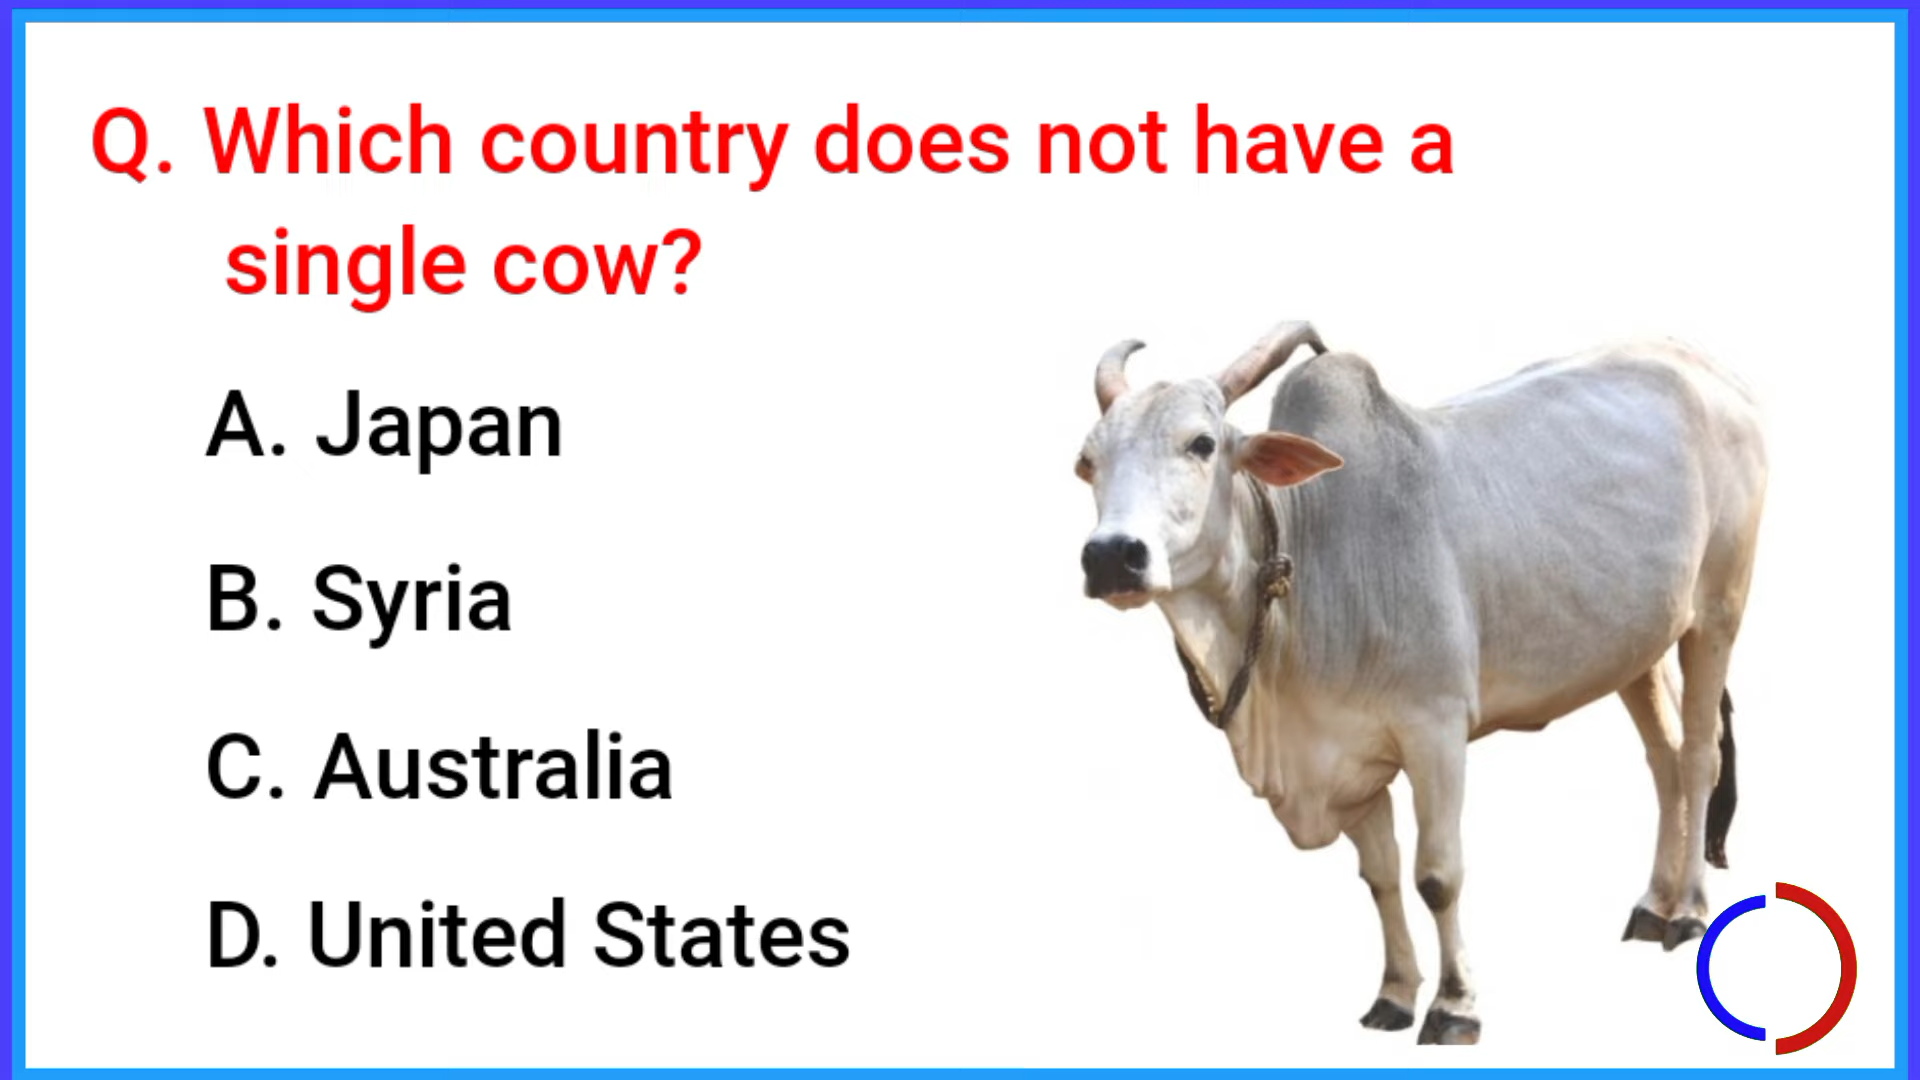 Q. Which country does not have a
single cow?
A. Japan
B. Syria
C. Australia
D. United States